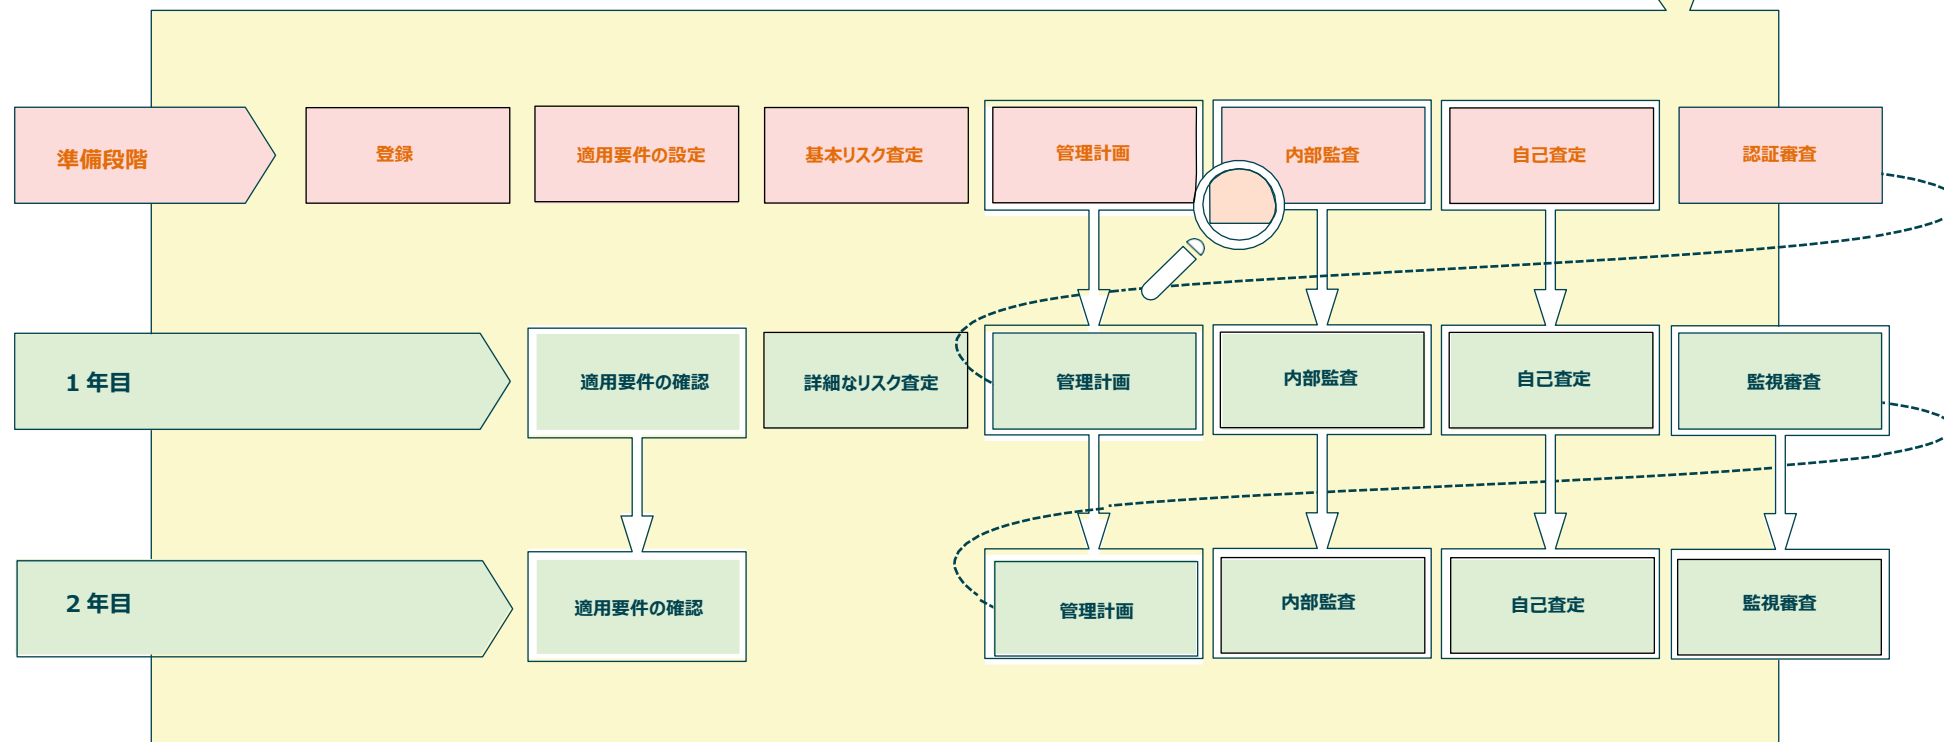 準備段階
登録
適用要件の設定
基本リスク査定
管理計画
内部監査
自己査定
認証審査
1 年目
適用要件の確認
詳細なリスク査定
管理計画
内部監査
自己査定
監視審査
2 年目
適用要件の確認
管理計画
内部監査
自己査定
監視審査